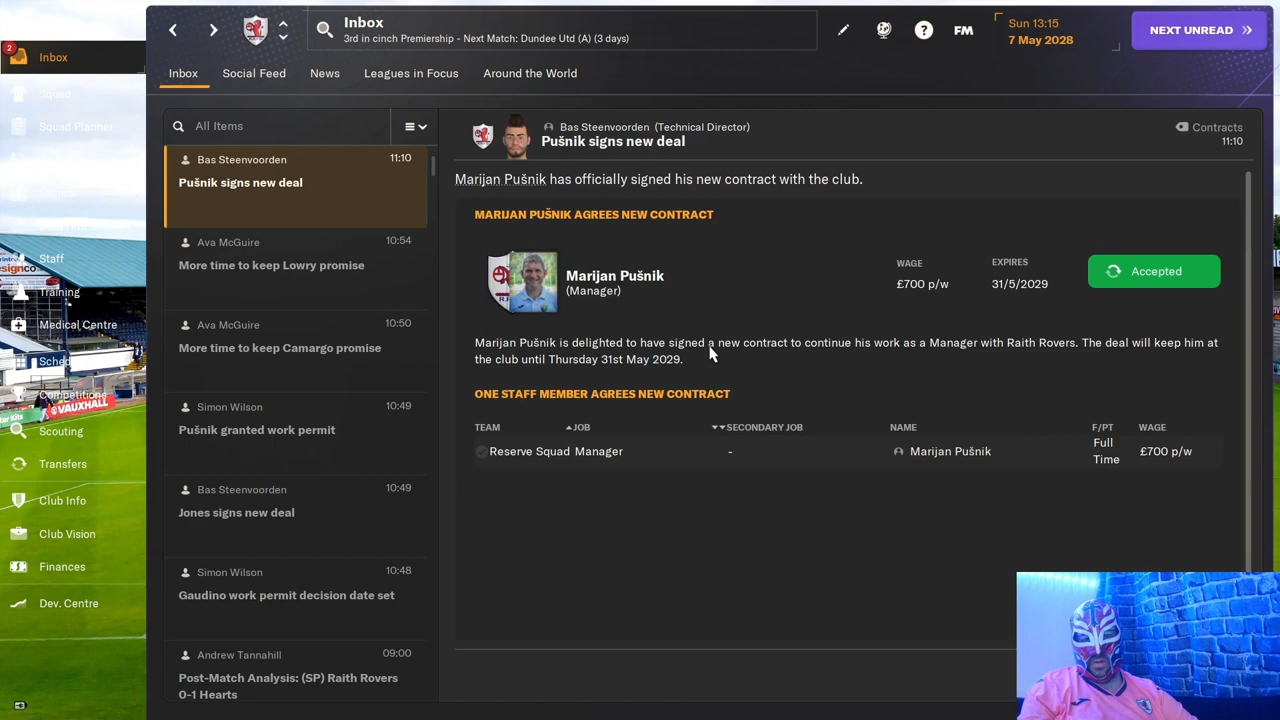 Inbox
3rd in cinch Premiership - Next Match: Dundee Utd (A) (3 days)
FM
Sun 13:15
7 May 2028
NEXT UNREAD
2
Inbox
Squad
Squad Planner
Staff
Training
Medical Centre
Sched
Competitions
Scouting
Transfers
Club Info
Club Vision
Finances
Dev. Centre
Inbox
Social Feed
News
Leagues in Focus
Around the World
All Items
Bas Steenvoorden
11:10
Pušnik signs new deal
Ava McGuire
10:54
More time to keep Lowry promise
Ava McGuire
10:50
More time to keep Camargo promise
Simon Wilson
10:49
Pušnik granted work permit
Bas Steenvoorden
10:49
Jones signs new deal
Simon Wilson
10:48
Gaudino work permit decision date set
Andrew Tannahill
09:00
Post-Match Analysis: (SP) Raith Rovers
0-1 Hearts
Bas Steenvoorden (Technical Director)
Pušnik signs new deal
Contracts
11:10
Marijan Pušnik has officially signed his new contract with the club.
MARIJAN PUŠNIK AGREES NEW CONTRACT
Marijan Pušnik
(Manager)
WAGE
£700 p/w
EXPIRES
31/5/2029
Accepted
Marijan Pušnik is delighted to have signed a new contract to continue his work as a Manager with Raith Rovers. The deal will keep him at
the club until Thursday 31st May 2029.
ONE STAFF MEMBER AGREES NEW CONTRACT
TEAM JOB SECONDARY JOB NAME F/PT WAGE
Reserve Squad Manager - Marijan Pušnik Full Time £700 p/w
VAUXHALL